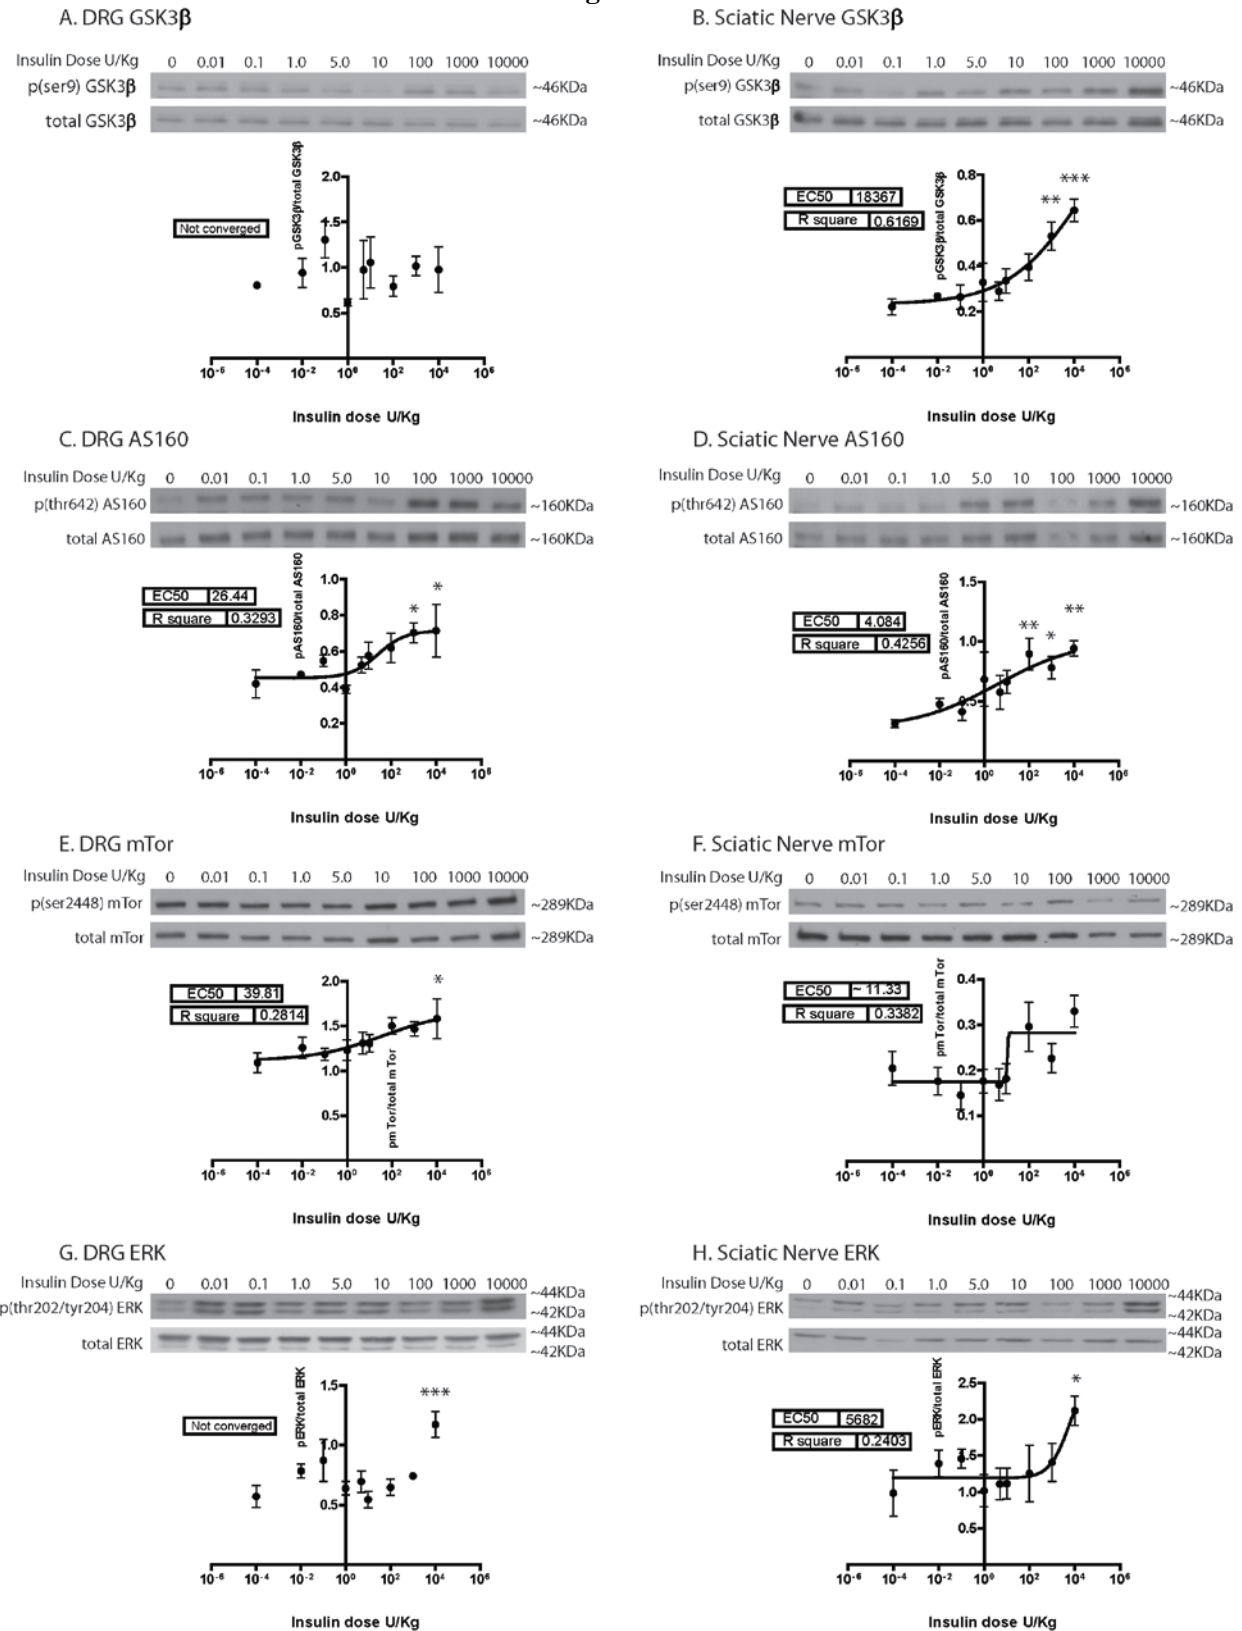 g
A. DRG GSK3β
Insulin Dose U/Kg 0 0.01 0.1 1.0 5.0 10 100 1000 10000
p(ser9) GSK3β ~46KDa
total GSK3β ~46KDa
pGSK3β/total GSK3β
Not converged
2.0
1.5
1.0
0.5
10-6 10-4 10-2 100 102 104 106
Insulin dose U/Kg
B. Sciatic Nerve GSK3β
Insulin Dose U/Kg 0 0.01 0.1 1.0 5.0 10 100 1000 10000
p(ser9) GSK3β ~46KDa
total GSK3β ~46KDa
pGSK3β/total GSK3β
EC50 18367
R square 0.6169
** ***
0.8
0.6
0.4
0.2
10-6 10-4 10-2 100 102 104 106
Insulin dose U/Kg
C. DRG AS160
Insulin Dose U/Kg 0 0.01 0.1 1.0 5.0 10 100 1000 10000
p(thr642) AS160 ~160KDa
total AS160 ~160KDa
pAS160/total AS160
EC50 26.44
R square 0.3293
* *
1.0
0.8
0.6
0.4
0.2
10-6 10-4 10-2 100 102 104 106
Insulin dose U/Kg
D. Sciatic Nerve AS160
Insulin Dose U/Kg 0 0.01 0.1 1.0 5.0 10 100 1000 10000
p(thr642) AS160 ~160KDa
total AS160 ~160KDa
pAS160/total AS160
EC50 4.084
R square 0.4256
** * **
1.5
1.0
0.5
10-6 10-4 10-2 100 102 104 106
Insulin dose U/Kg
E. DRG mTor
Insulin Dose U/Kg 0 0.01 0.1 1.0 5.0 10 100 1000 10000
p(ser2448) mTor ~289KDa
total mTor ~289KDa
EC50 39.81
R square 0.2814
*
2.0
1.5
1.0
0.5
pmTor/total mTor
10-6 10-4 10-2 100 102 104 106
Insulin dose U/Kg
F. Sciatic Nerve mTor
Insulin Dose U/Kg 0 0.01 0.1 1.0 5.0 10 100 1000 10000
p(ser2448) mTor ~289KDa
total mTor ~289KDa
pmTor/total mTor
EC50 ~ 11.33
R square 0.3382
0.4
0.3
0.2
0.1
10-6 10-4 10-2 100 102 104 106
Insulin dose U/Kg
G. DRG ERK
Insulin Dose U/Kg 0 0.01 0.1 1.0 5.0 10 100 1000 10000
p(thr202/tyr204) ERK ~44KDa
~42KDa
total ERK ~44KDa
~42KDa
pERK/total ERK
Not converged
***
1.5
1.0
0.5
10-6 10-4 10-2 100 102 104 106
Insulin dose U/Kg
H. Sciatic Nerve ERK
Insulin Dose U/Kg 0 0.01 0.1 1.0 5.0 10 100 1000 10000
p(thr202/tyr204) ERK ~44KDa
~42KDa
total ERK ~44KDa
~42KDa
pERK/total ERK
EC50 5682
R square 0.2403
*
2.5
2.0
1.5
1.0
0.5
10-6 10-4 10-2 100 102 104 106
Insulin dose U/Kg